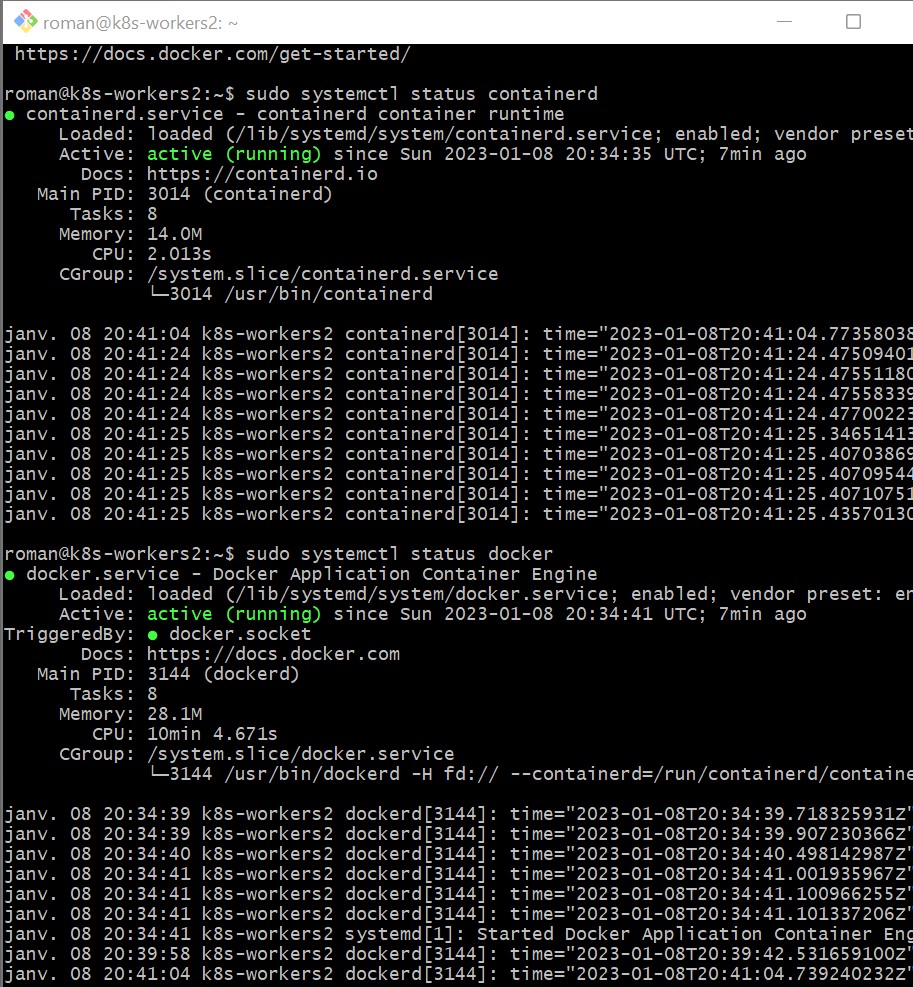 roman@k8s-workers2: ~
https://docs.docker.com/get-started/
roman@k8s-workers2:~$ sudo systemctl status containerd
● containerd.service - containerd container runtime
Loaded: loaded (/lib/systemd/system/containerd.service; enabled; vendor preset
Active: active (running) since Sun 2023-01-08 20:34:35 UTC; 7min ago
Docs: https://containerd.io
Main PID: 3014 (containerd)
Tasks: 8
Memory: 14.0M
CPU: 2.013s
CGroup: /system.slice/containerd.service
└─3014 /usr/bin/containerd
janv. 08 20:41:04 k8s-workers2 containerd[3014]: time="2023-01-08T20:41:04.77358038
janv. 08 20:41:24 k8s-workers2 containerd[3014]: time="2023-01-08T20:41:24.47509401
janv. 08 20:41:24 k8s-workers2 containerd[3014]: time="2023-01-08T20:41:24.47551180
janv. 08 20:41:24 k8s-workers2 containerd[3014]: time="2023-01-08T20:41:24.47558339
janv. 08 20:41:24 k8s-workers2 containerd[3014]: time="2023-01-08T20:41:24.47700223
janv. 08 20:41:25 k8s-workers2 containerd[3014]: time="2023-01-08T20:41:25.34651413
janv. 08 20:41:25 k8s-workers2 containerd[3014]: time="2023-01-08T20:41:25.40703869
janv. 08 20:41:25 k8s-workers2 containerd[3014]: time="2023-01-08T20:41:25.40709544
janv. 08 20:41:25 k8s-workers2 containerd[3014]: time="2023-01-08T20:41:25.40710751
janv. 08 20:41:25 k8s-workers2 containerd[3014]: time="2023-01-08T20:41:25.43570130
roman@k8s-workers2:~$ sudo systemctl status docker
● docker.service - Docker Application Container Engine
Loaded: loaded (/lib/systemd/system/docker.service; enabled; vendor preset: en
Active: active (running) since Sun 2023-01-08 20:34:41 UTC; 7min ago
TriggeredBy: ● docker.socket
Docs: https://docs.docker.com
Main PID: 3144 (dockerd)
Tasks: 8
Memory: 28.1M
CPU: 10min 4.671s
CGroup: /system.slice/docker.service
└─3144 /usr/bin/dockerd -H fd:// --containerd=/run/containerd/containe
janv. 08 20:34:39 k8s-workers2 dockerd[3144]: time="2023-01-08T20:34:39.718325931Z"
janv. 08 20:34:39 k8s-workers2 dockerd[3144]: time="2023-01-08T20:34:39.907230366Z"
janv. 08 20:34:40 k8s-workers2 dockerd[3144]: time="2023-01-08T20:34:40.498142987Z"
janv. 08 20:34:41 k8s-workers2 dockerd[3144]: time="2023-01-08T20:34:41.001935967Z"
janv. 08 20:34:41 k8s-workers2 dockerd[3144]: time="2023-01-08T20:34:41.100966255Z"
janv. 08 20:34:41 k8s-workers2 dockerd[3144]: time="2023-01-08T20:34:41.101337206Z"
janv. 08 20:34:41 k8s-workers2 systemd[1]: Started Docker Application Container Eng
janv. 08 20:39:58 k8s-workers2 dockerd[3144]: time="2023-01-08T20:39:42.531659100Z"
janv. 08 20:41:04 k8s-workers2 dockerd[3144]: time="2023-01-08T20:41:04.739240232Z"